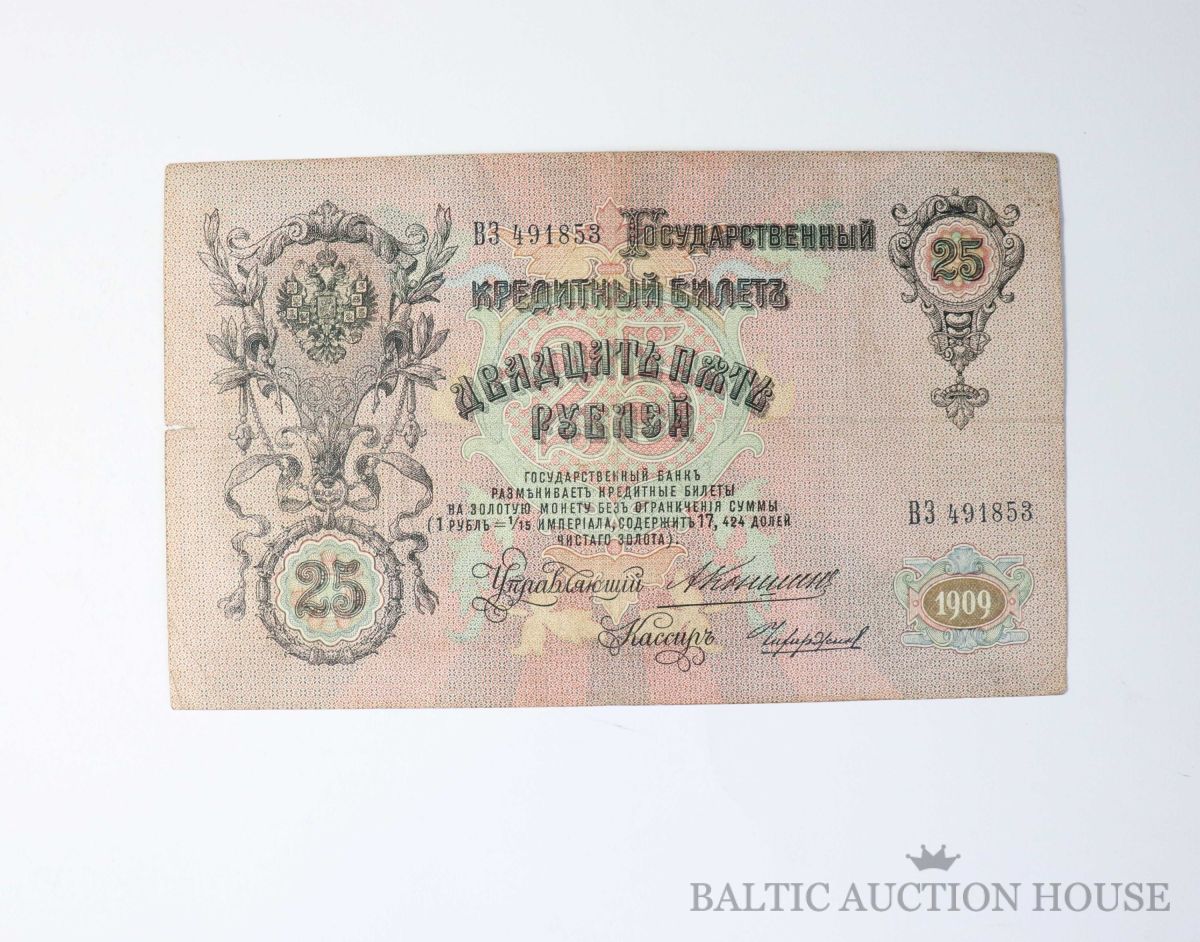 ВЗ 491853 Государственный
25
Кредитный Билетъ
25
Двадцать пять
рублей
ГОСУДАРСТВЕННЫЙ БАНКЪ
РАЗМѢНИВАЕТЪ КРЕДИТНЫЕ БИЛЕТЫ
НА ЗОЛОТУЮ МОНЕТУ БЕЗЪ ОГРАНИЧЕНІЯ СУММЫ
(1 РУБЛЬ = 1/15 ИМПЕРІАЛА, СОДЕРЖИТЪ 17, 424 ДОЛЕЙ
ЧИСТАГО ЗОЛОТА).
ВЗ 491853
25
Управляющій АКоншинъ
1909
Кассиръ
BALTIC AUCTION HOUSE